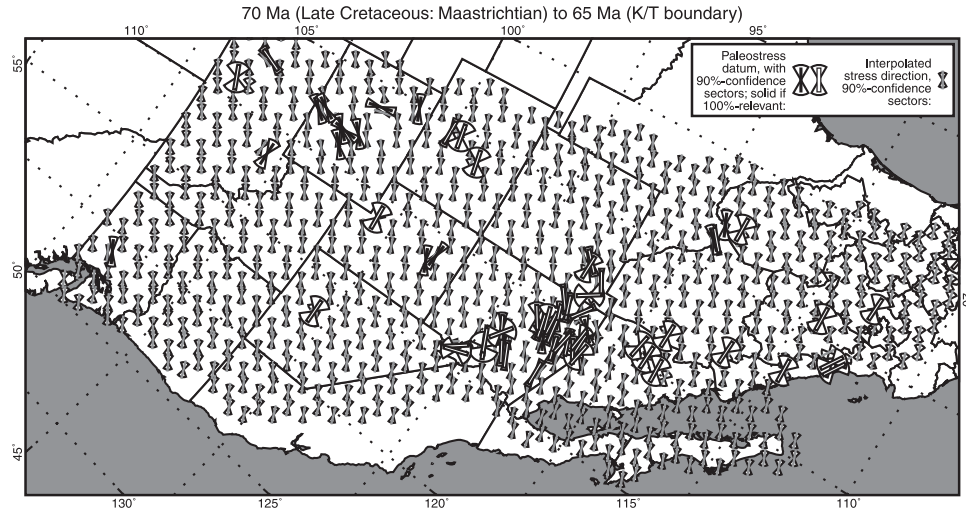 70 Ma (Late Cretaceous: Maastrichtian) to 65 Ma (K/T boundary)
110° 105° 100° 95°
55°
50°
45°
Paleostress
datum, with
90%-confidence
sectors; solid if
100%-relevant:
Interpolated
stress direction,
90%-confidence
sectors:
130° 125° 120° 115° 110°